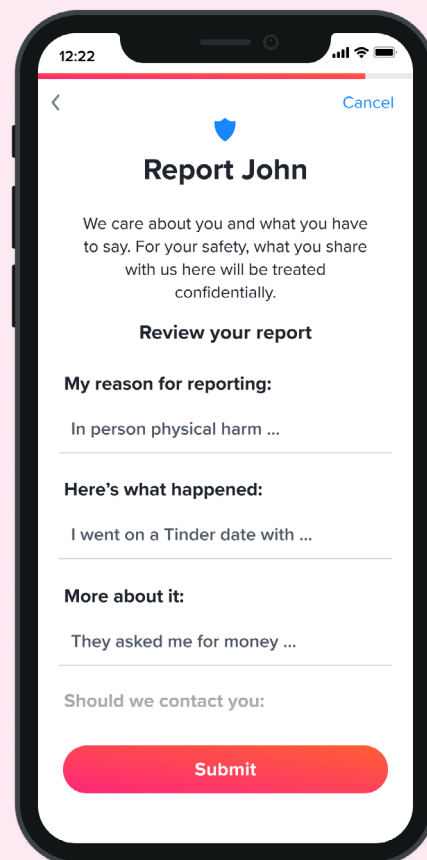 12:22
Cancel
Report John
We care about you and what you have
to say. For your safety, what you share
with us here will be treated
confidentially.
Review your report
My reason for reporting:
In person physical harm ...
Here's what happened:
I went on a Tinder date with ...
More about it:
They asked me for money ...
Should we contact you:
Submit